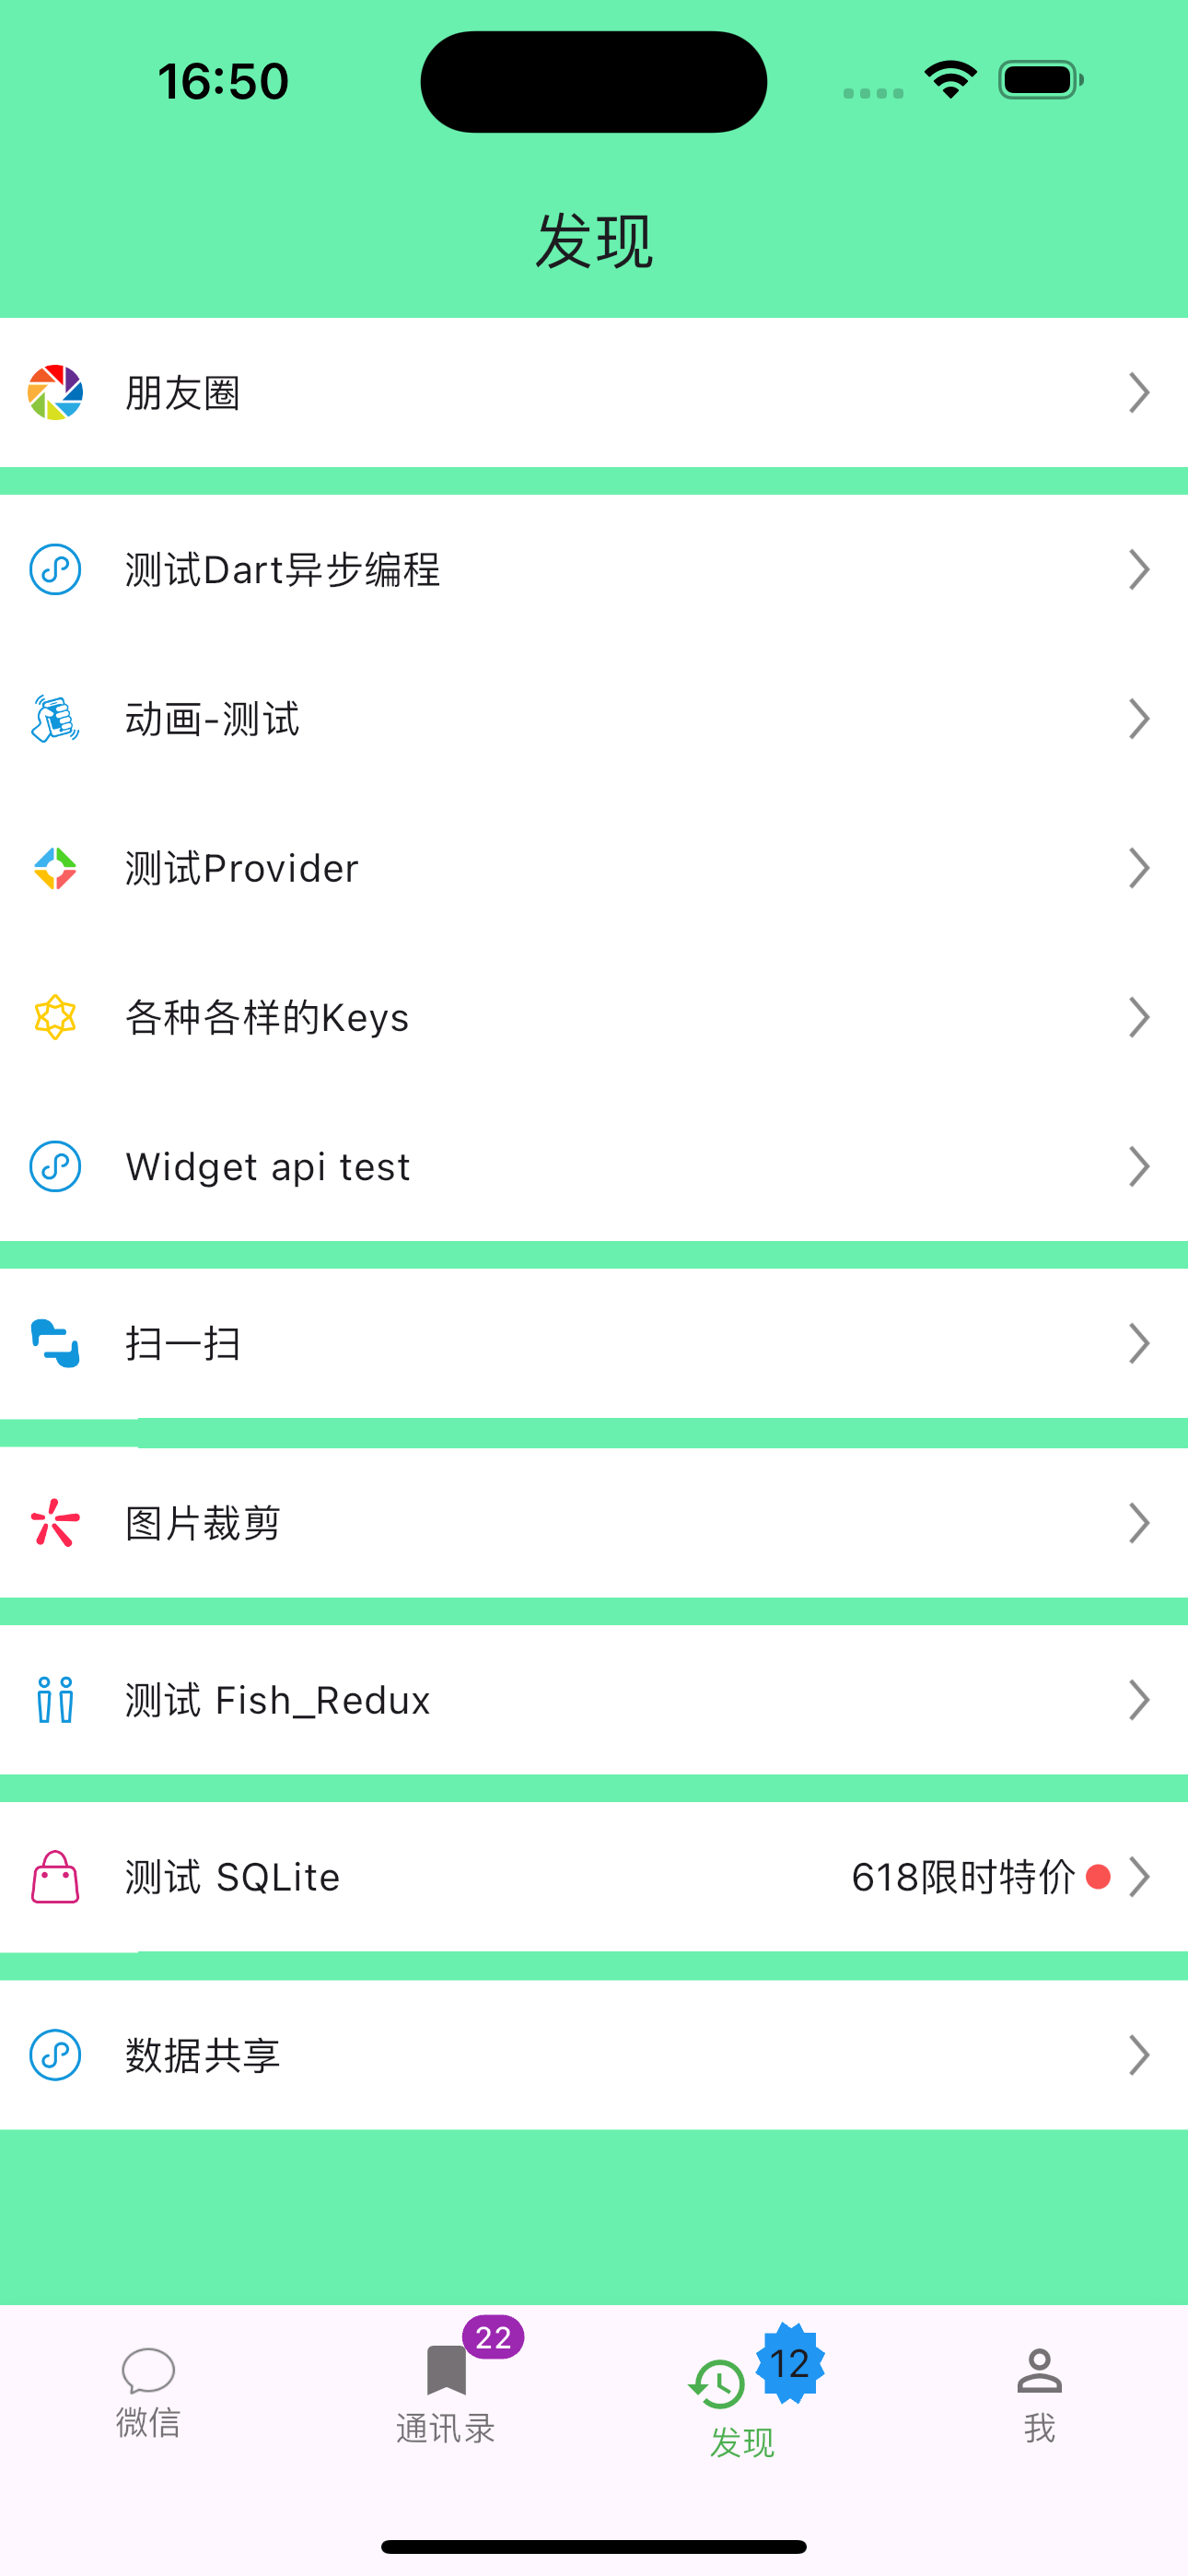 16:50
发现
朋友圈
测试Dart异步编程
动画-测试
测试Provider
各种各样的Keys
Widget api test
扫一扫
图片裁剪
测试 Fish_Redux
测试 SQLite 618限时特价
数据共享
22
12
微信 通讯录 发现 我